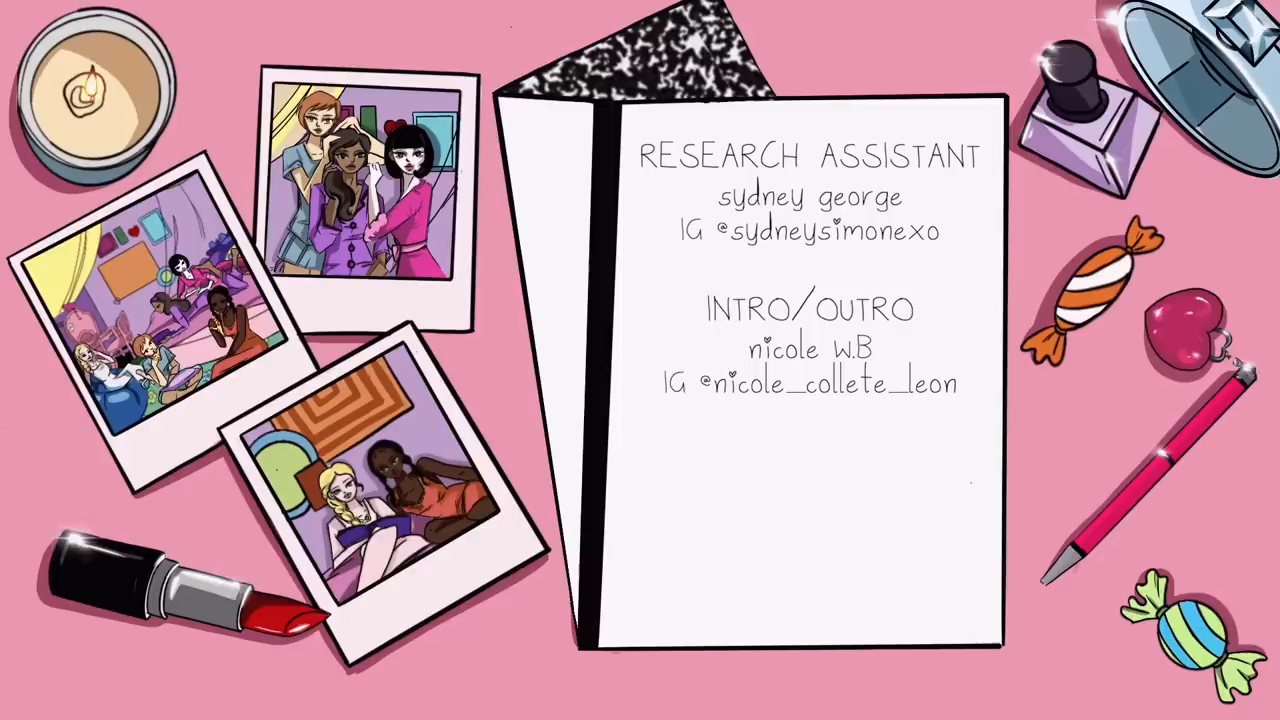 RESEARCH ASSISTANT
sydney george
IG @sydneysimonexo
INTRO/OUTRO
nicole w.B
IG @nicole_collete_leon